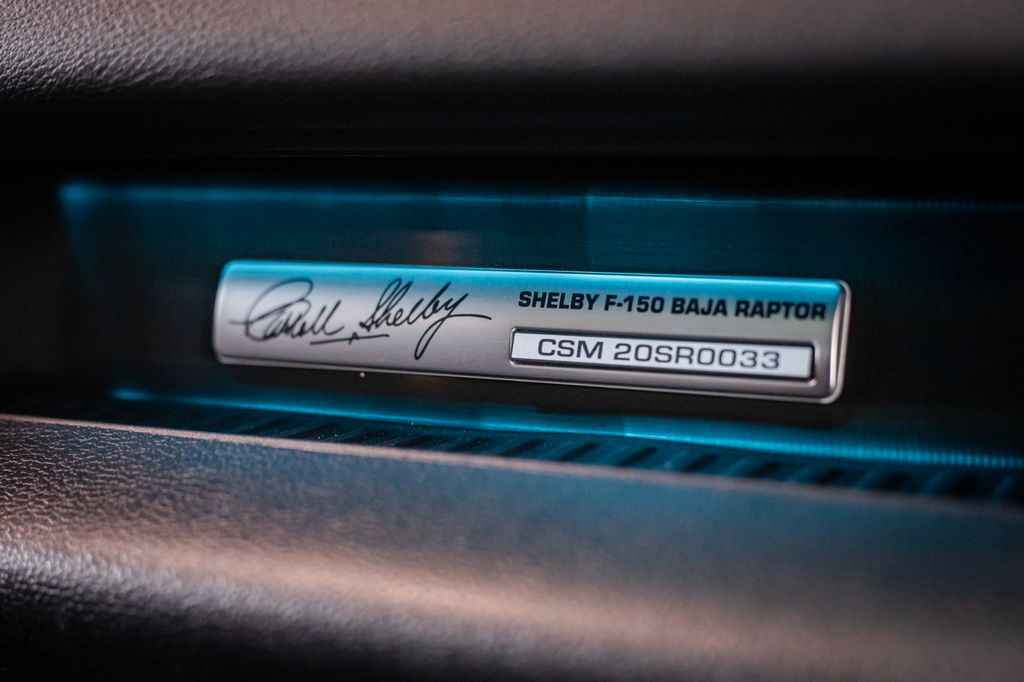 Carroll Shelby
SHELBY F-150 BAJA RAPTOR
CSM 20SR0033